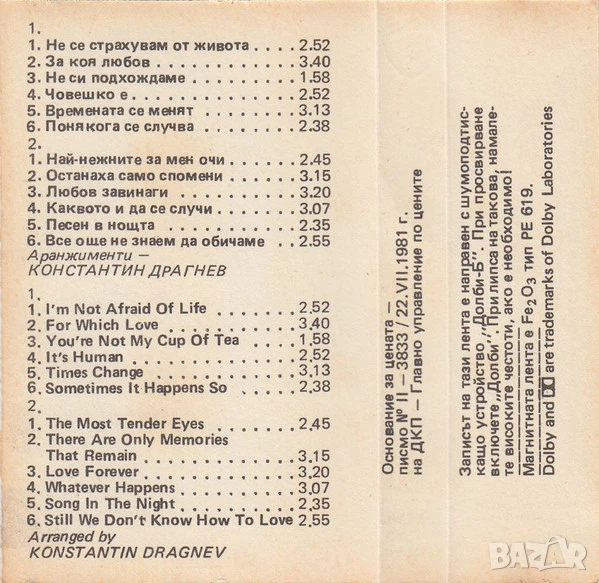 1.
1. Не се страхувам от живота . . . . 2.52
2. За коя любов . . . . . . . . . . . . . 3.40
3. Не си подхождаме . . . . . . . . . 1.58
4. Човешко е . . . . . . . . . . . . . . . 2.52
5. Времената се менят . . . . . . . . 3.13
6. Понякога се случва . . . . . . . . 2.38
2.
1. Най-нежните за мен очи . . . . . 2.45
2. Останаха само спомени . . . . . 3.15
3. Любов завинаги . . . . . . . . . . 3.20
4. Каквото и да се случи . . . . . . 3.07
5. Песен в нощта . . . . . . . . . . . . 2.35
6. Все още не знаем да обичаме . . 2.55
Аранжименти –
КОНСТАНТИН ДРАГНЕВ
1.
1. I'm Not Afraid Of Life . . . . . . . 2.52
2. For Which Love . . . . . . . . . . . 3.40
3. You're Not My Cup Of Tea . . . . 1.58
4. It's Human . . . . . . . . . . . . . . 2.52
5. Times Change . . . . . . . . . . . . 3.13
6. Sometimes It Happens So . . . . 2.38
2.
1. The Most Tender Eyes . . . . . . . 2.45
2. There Are Only Memories
That Remain . . . . . . . . . . . . . 3.15
3. Love Forever . . . . . . . . . . . . . 3.20
4. Whatever Happens . . . . . . . . . 3.07
5. Song In The Night . . . . . . . . . . 2.35
6. Still We Don't Know How To Love 2.55
Arranged by
KONSTANTIN DRAGNEV
Основание за цената –
писмо № II – 3833 / 22.VII.1981 г.
на ДКП – Главно управление по цените
Записът на тази лента е направен с шумоподтис-
кащо устройство „Долби-Б". При просвирване
включете „Долби". При липса на такова, намале-
те високите честоти, ако е необходимо!
Магнитната лента е Fe2O3 тип PE 619.
Dolby and are trademarks of Dolby Laboratories
БАЗАР